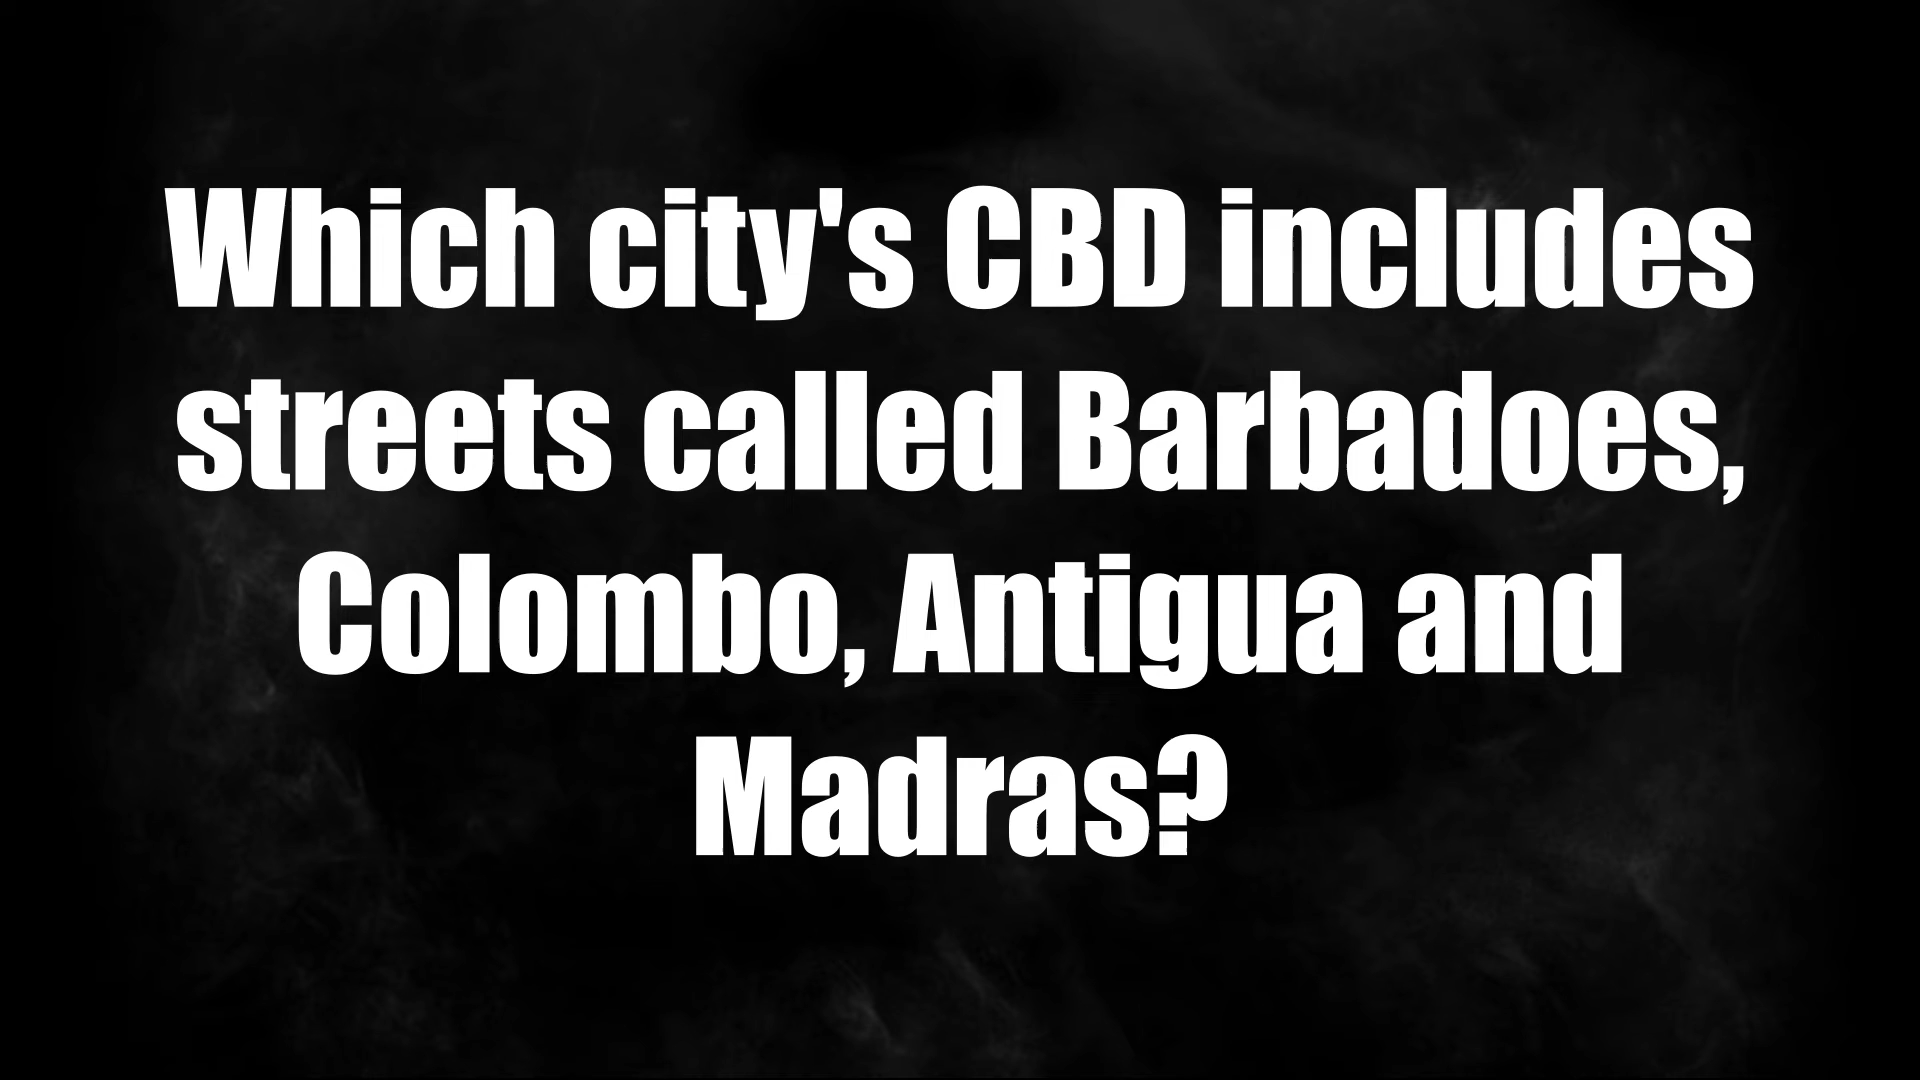 Which city's CBD includes
streets called Barbadoes,
Colombo, Antigua and
Madras?